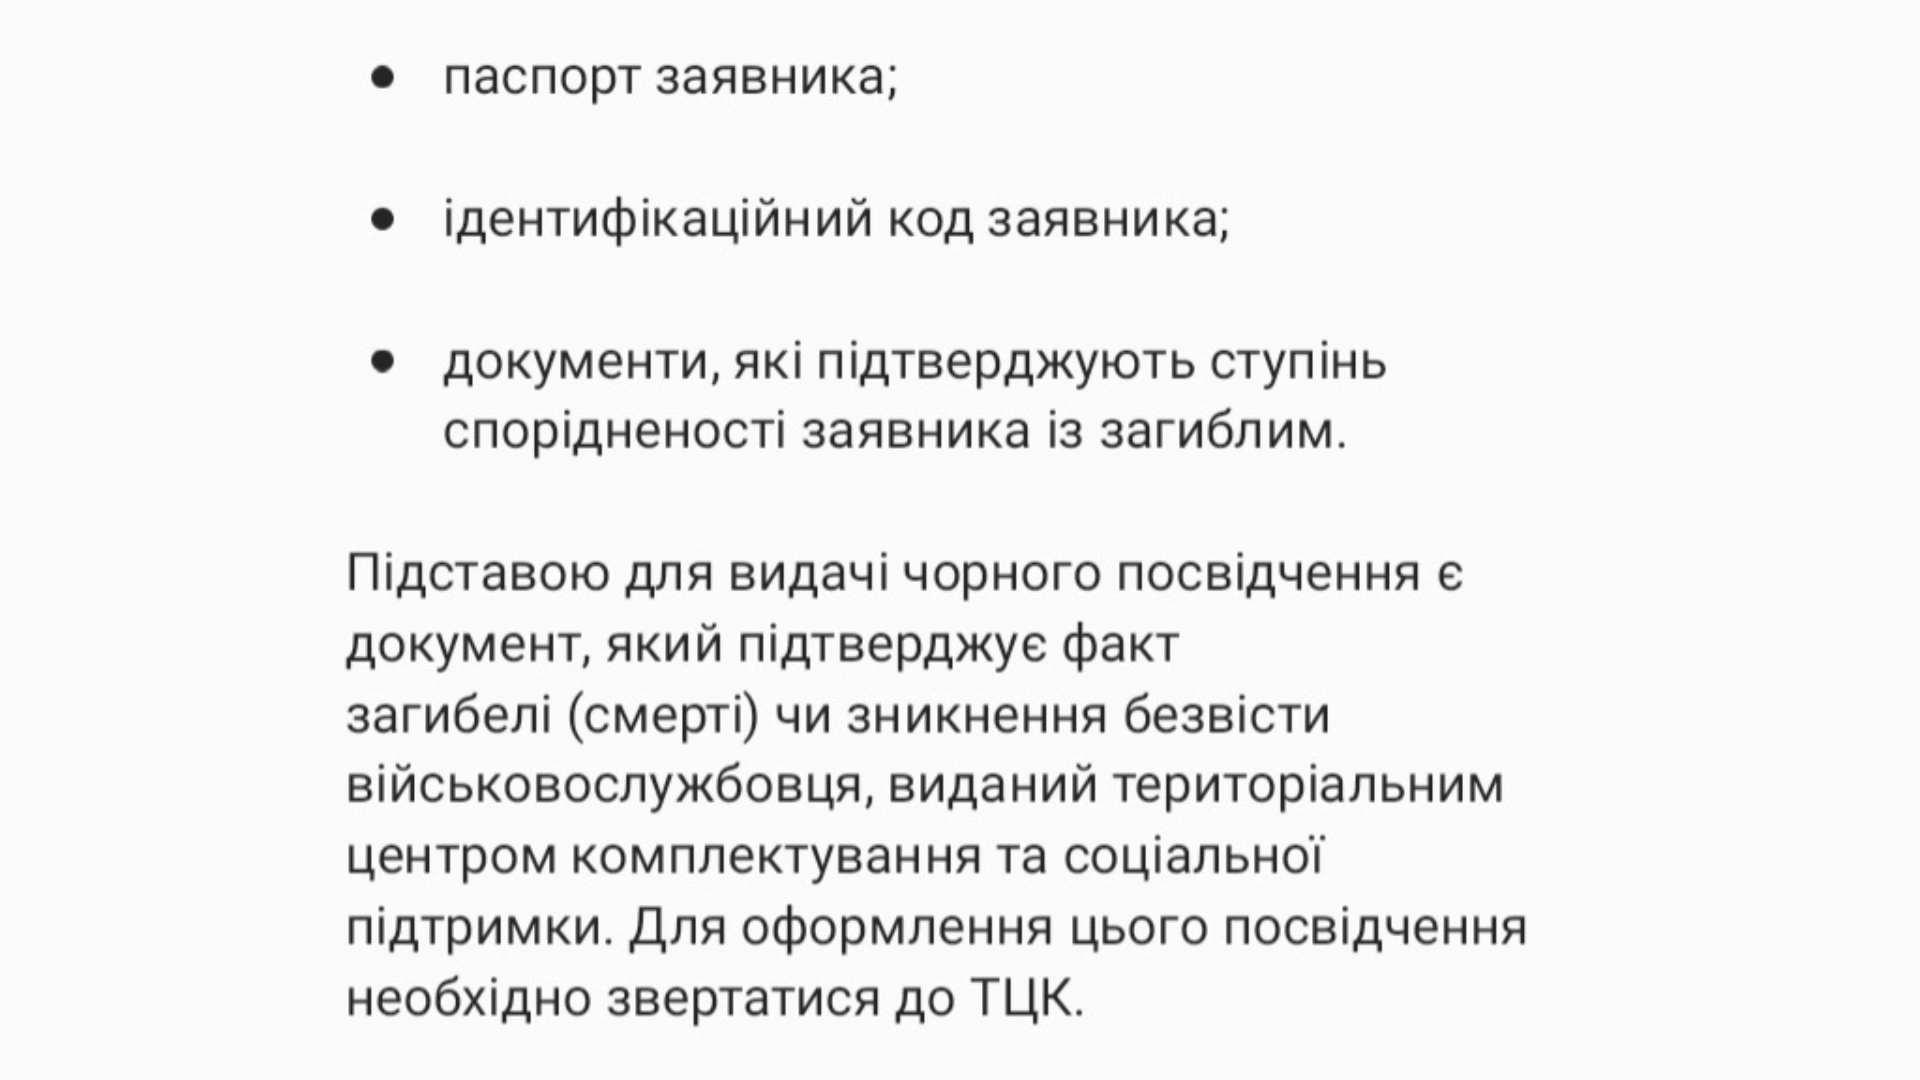 ● паспорт заявника;
● ідентифікаційний код заявника;
● документи, які підтверджують ступінь
спорідненості заявника із загиблим.
Підставою для видачі чорного посвідчення є
документ, який підтверджує факт
загибелі (смерті) чи зникнення безвісти
військовослужбовця, виданий територіальним
центром комплектування та соціальної
підтримки. Для оформлення цього посвідчення
необхідно звертатися до ТЦК.